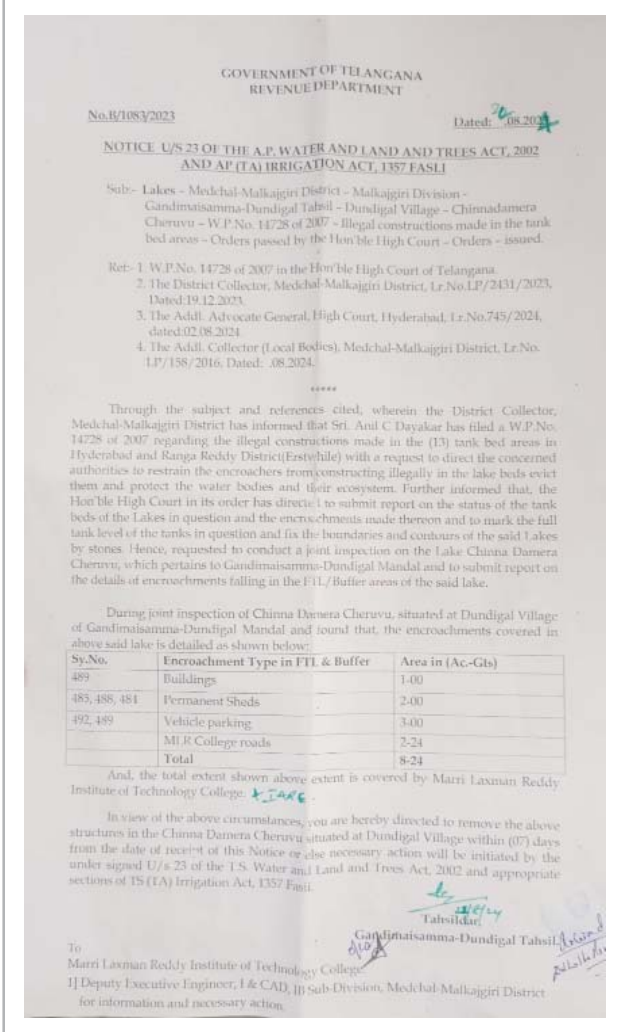 GOVERNMENT OF TELANGANA
REVENUE DEPARTMENT
No.B/1083/2023
Dated: 20.08.2024
NOTICE U/S 23 OF THE A.P. WATER AND LAND AND TREES ACT, 2002
AND AP (TA) IRRIGATION ACT, 1357 FASLI
Sub:- Lakes – Medchal-Malkajgiri District – Malkajgiri Division –
Gandimaisamma-Dundigal Tahsil – Dundigal Village – Chinnadamera
Cheruvu – W.P.No. 14728 of 2007 – Illegal constructions made in the tank
bed areas – Orders passed by the Hon'ble High Court – Orders – issued.
Ref:- 1. W.P.No. 14728 of 2007 in the Hon'ble High Court of Telangana.
2. The District Collector, Medchal-Malkajgiri District, Lr.No.LP/2431/2023,
Dated:19.12.2023.
3. The Addl. Advocate General, High Court, Hyderabad, Lr.No.745/2024,
dated:02.08.2024.
4. The Addl. Collector (Local Bodies), Medchal-Malkajgiri District, Lr.No.
LP/158/2016, Dated: .08.2024.
*****
Through the subject and references cited, wherein the District Collector,
Medchal-Malkajgiri District has informed that Sri. Anil C Dayakar has filed a W.P.No.
14728 of 2007 regarding the illegal constructions made in the (13) tank bed areas in
Hyderabad and Ranga Reddy District(Erstwhile) with a request to direct the concerned
authorities to restrain the encroachers from constructing illegally in the lake beds evict
them and protect the water bodies and their ecosystem. Further informed that, the
Hon'ble High Court in its order has directed to submit report on the status of the tank
beds of the Lakes in question and the encroachments made thereon and to mark the full
tank level of the tanks in question and fix the boundaries and contours of the said Lakes
by stones. Hence, requested to conduct a joint inspection on the Lake Chinna Damera
Cheruvu, which pertains to Gandimaisamma-Dundigal Mandal and to submit report on
the details of encroachments falling in the FTL/Buffer areas of the said lake.
During joint inspection of Chinna Damera Cheruvu, situated at Dundigal Village
of Gandimaisamma-Dundigal Mandal and found that, the encroachments covered in
above said lake is detailed as shown below:
Sy.No. Encroachment Type in FTL & Buffer Area in (Ac.-Gts)
489 Buildings 1-00
485, 488, 484 Permanent Sheds 2-00
492, 489 Vehicle parking 3-00
MLR College roads 2-24
Total 8-24
And, the total extent shown above extent is covered by Marri Laxman Reddy
Institute of Technology College. & IARE.
In view of the above circumstances, you are hereby directed to remove the above
structures in the Chinna Damera Cheruvu situated at Dundigal Village within (07) days
from the date of receipt of this Notice or else necessary action will be initiated by the
under signed U/s 23 of the T.S. Water and Land and Trees Act, 2002 and appropriate
sections of TS (TA) Irrigation Act, 1357 Fasli.
Tahsildar,
Gandimaisamma-Dundigal Tahsil
To
Marri Laxman Reddy Institute of Technology College
1] Deputy Executive Engineer, I & CAD, IB Sub-Division, Medchal-Malkajgiri District
for information and necessary action.